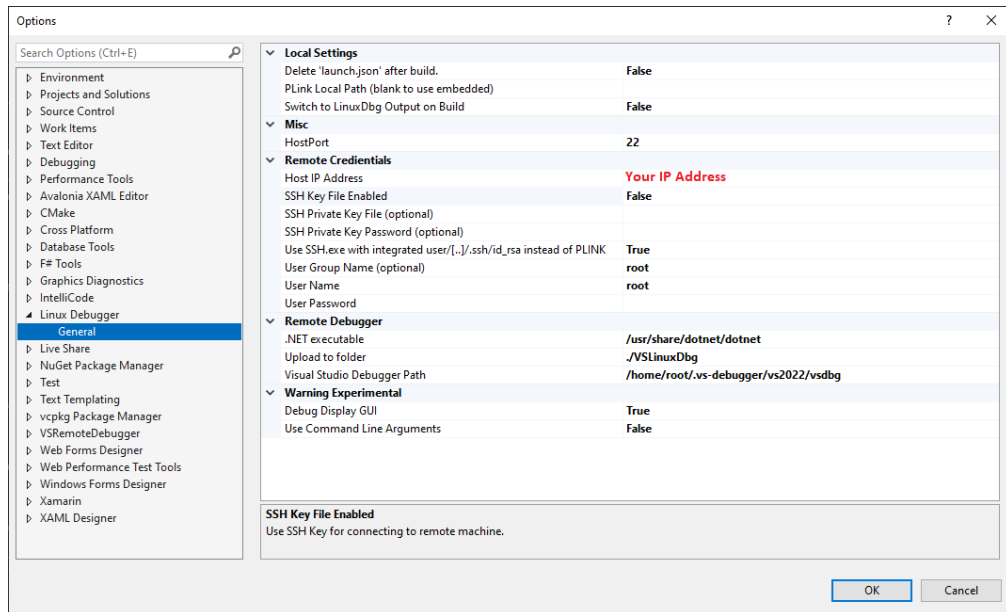 Options
? ×
Search Options (Ctrl+E)
Environment
Projects and Solutions
Source Control
Work Items
Text Editor
Debugging
Performance Tools
Avalonia XAML Editor
CMake
Cross Platform
Database Tools
F# Tools
Graphics Diagnostics
IntelliCode
Linux Debugger
General
Live Share
NuGet Package Manager
Test
Text Templating
vcpkg Package Manager
VSRemoteDebugger
Web Forms Designer
Web Performance Test Tools
Windows Forms Designer
Xamarin
XAML Designer
Local Settings
Delete 'launch.json' after build. False
PLink Local Path (blank to use embedded)
Switch to LinuxDbg Output on Build False
Misc
HostPort 22
Remote Credientials
Host IP Address Your IP Address
SSH Key File Enabled False
SSH Private Key File (optional)
SSH Private Key Password (optional)
Use SSH.exe with integrated user/[..]/.ssh/id_rsa instead of PLINK True
User Group Name (optional) root
User Name root
User Password
Remote Debugger
.NET executable /usr/share/dotnet/dotnet
Upload to folder ./VSLinuxDbg
Visual Studio Debugger Path /home/root/.vs-debugger/vs2022/vsdbg
Warning Experimental
Debug Display GUI True
Use Command Line Arguments False
SSH Key File Enabled
Use SSH Key for connecting to remote machine.
OK Cancel